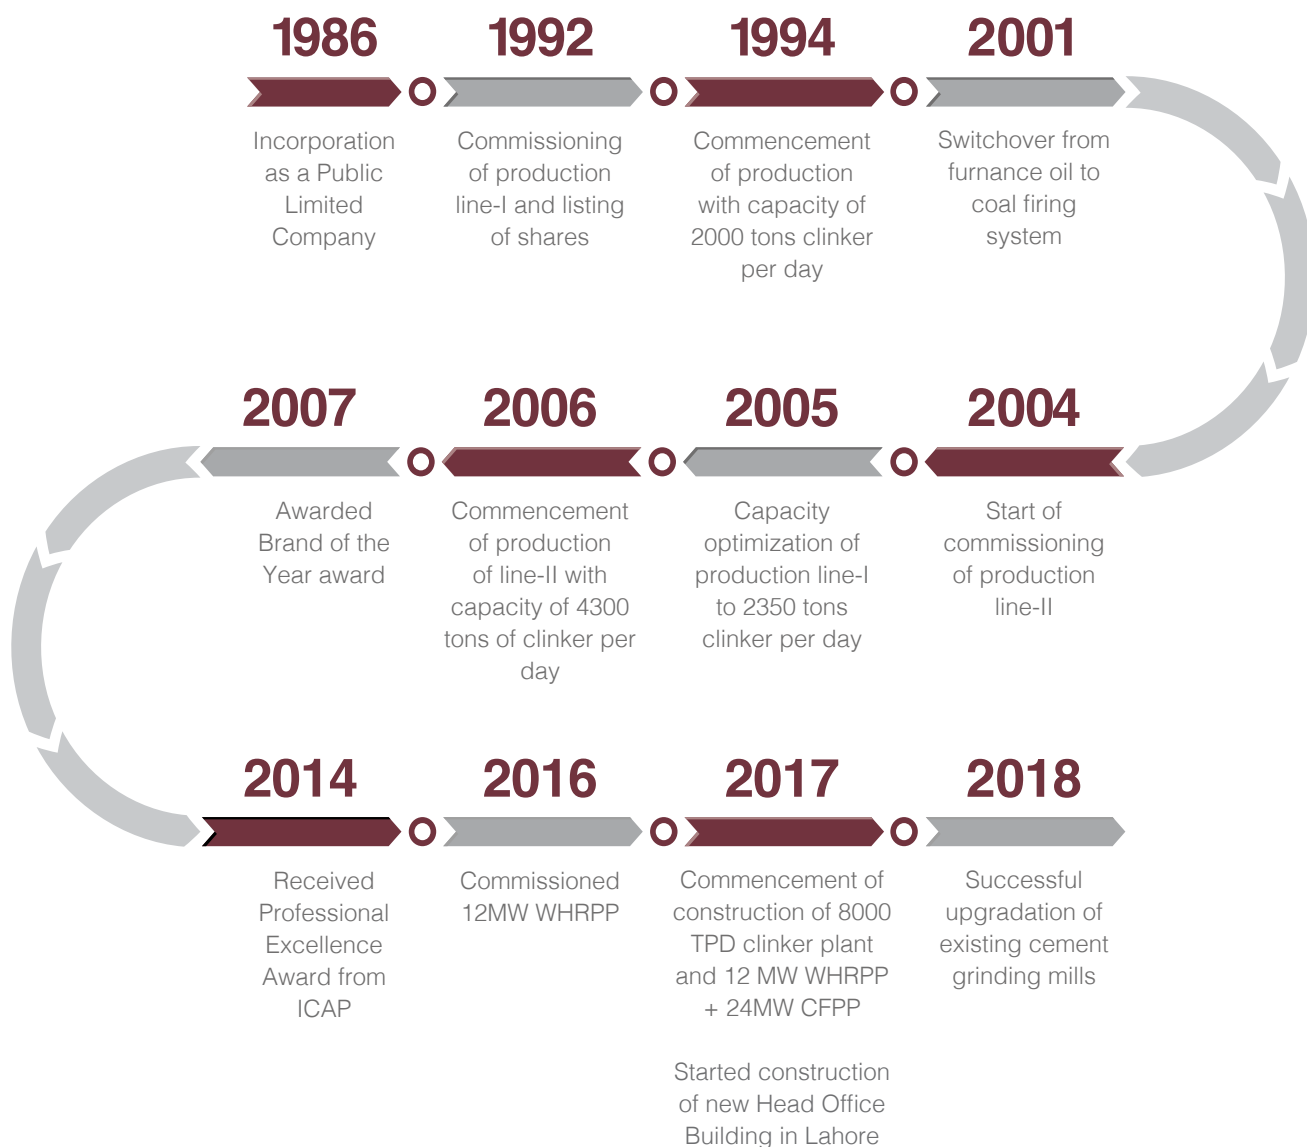 1986
Incorporation
as a Public
Limited
Company
1992
Commissioning
of production
line-I and listing
of shares
1994
Commencement
of production
with capacity of
2000 tons clinker
per day
2001
Switchover from
furnance oil to
coal firing
system
2004
Start of
commissioning
of production
line-II
2005
Capacity
optimization of
production line-I
to 2350 tons
clinker per day
2006
Commencement
of production
of line-II with
capacity of 4300
tons of clinker per
day
2007
Awarded
Brand of the
Year award
2014
Received
Professional
Excellence
Award from
ICAP
2016
Commissioned
12MW WHRPP
2017
Commencement of
construction of 8000
TPD clinker plant
and 12 MW WHRPP
+ 24MW CFPP
Started construction
of new Head Office
Building in Lahore
2018
Successful
upgradation of
existing cement
grinding mills